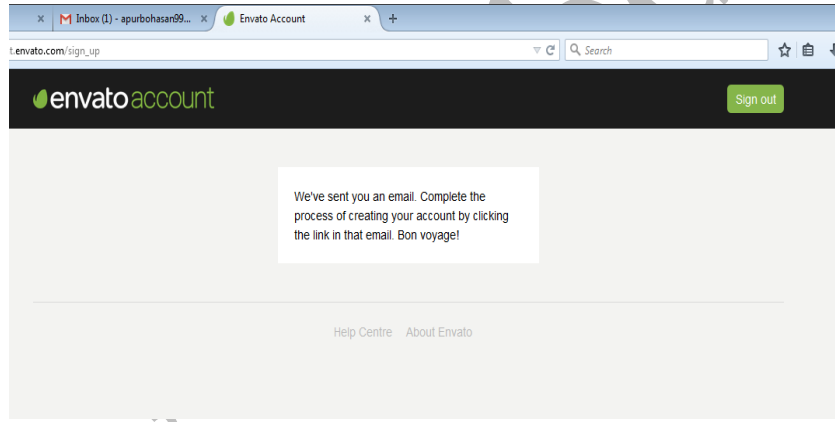 Inbox (1) - apurbohasan99... Envato Account
t.envato.com/sign_up Search
envato account Sign out
We've sent you an email. Complete the
process of creating your account by clicking
the link in that email. Bon voyage!
Help Centre About Envato